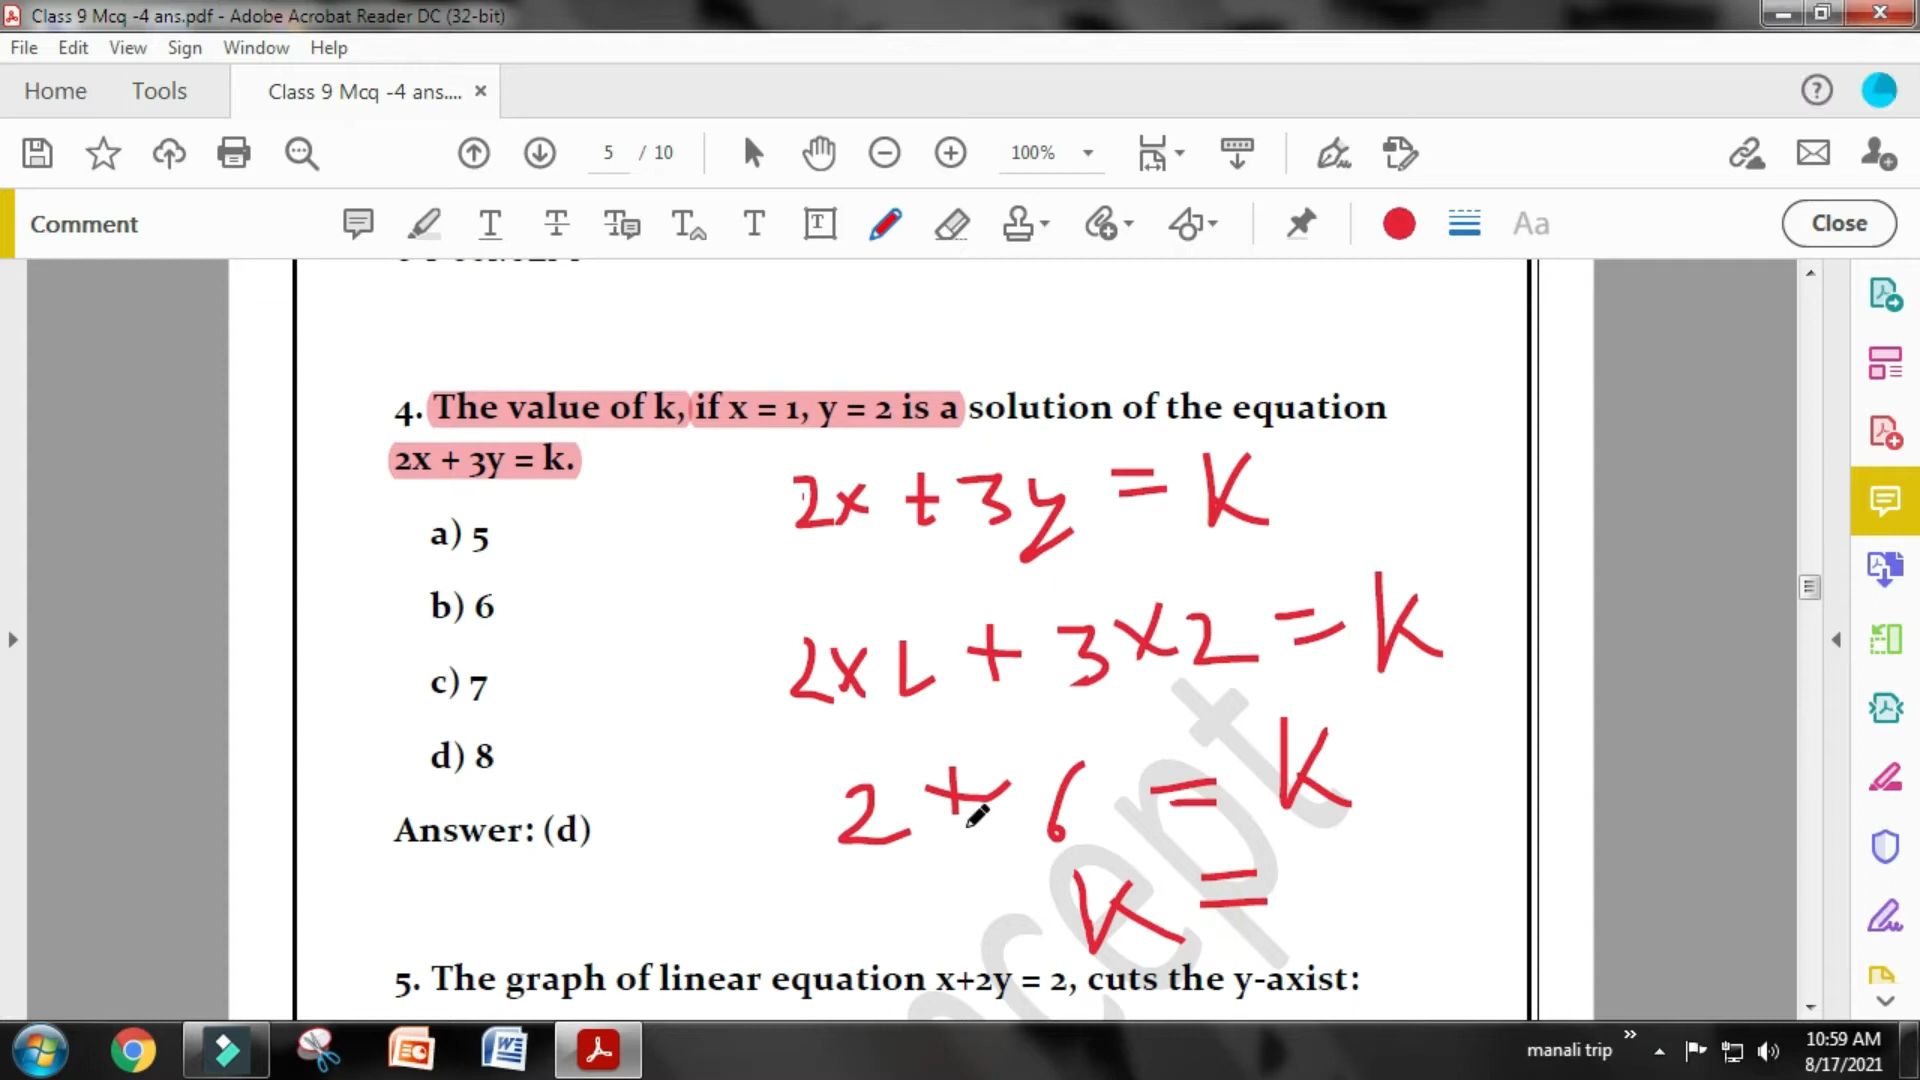 Class 9 Mcq -4 ans.pdf - Adobe Acrobat Reader DC (32-bit)
File Edit View Sign Window Help
Home Tools Class 9 Mcq -4 ans.... ×
5 / 10 100%
Comment Aa Close
4. The value of k, if x = 1, y = 2 is a solution of the equation
2x + 3y = k.
2x + 3y = K
a) 5
b) 6
2x1 + 3x2 = K
c) 7
d) 8
2 + 6 = K
Answer: (d)
K =
5. The graph of linear equation x+2y = 2, cuts the y-axist:
cept
manali trip
10:59 AM
8/17/2021